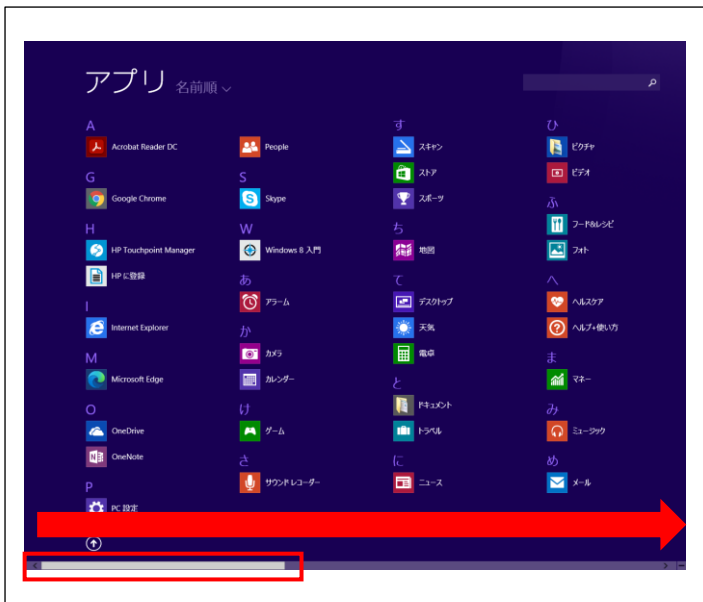 アプリ 名前順
A
Acrobat Reader DC
G
Google Chrome
H
HP Touchpoint Manager
HP に登録
I
Internet Explorer
M
Microsoft Edge
O
OneDrive
OneNote
P
PC 設定
People
S
Skype
W
Windows 8 入門
あ
アラーム
か
カメラ
カレンダー
け
ゲーム
さ
サウンド レコーダー
す
スキャン
ストア
スポーツ
ち
地図
て
デスクトップ
天気
電卓
と
ドキュメント
トラベル
に
ニュース
ひ
ピクチャ
ビデオ
ふ
フード&レシピ
フォト
へ
ヘルスケア
ヘルプ+使い方
ま
マネー
み
ミュージック
め
メール